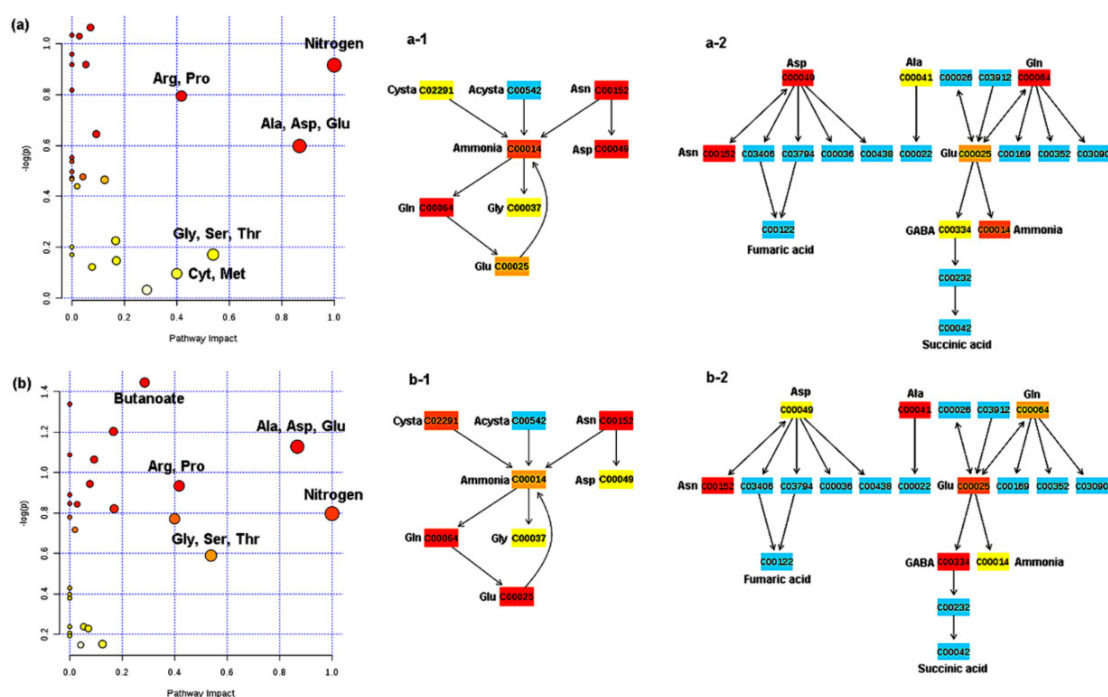 (a)
Nitrogen
Arg, Pro
Ala, Asp, Glu
Gly, Ser, Thr
Cyt, Met
-log(p)
1.0
0.8
0.6
0.4
0.2
0.0
0.0 0.2 0.4 0.6 0.8 1.0
Pathway Impact
a-1
Cysta C02291
Acysta C00542
Asn C00152
Ammonia C00014
Asp C00049
Gln C00064
Gly C00037
Glu C00025
a-2
Asp
C00049
Ala
C00041
C00026
C03912
Gln
C00064
Asn C00152
C03406
C03794
C00036
C00438
C00022
Glu C00025
C00169
C00352
C03090
C00122
Fumaric acid
GABA C00334
C00014 Ammonia
C00232
C00042
Succinic acid
(b)
Butanoate
Ala, Asp, Glu
Arg, Pro
Nitrogen
Gly, Ser, Thr
-log(p)
1.4
1.2
1.0
0.8
0.6
0.4
0.2
0.0 0.2 0.4 0.6 0.8 1.0
Pathway Impact
b-1
Cysta C02291
Acysta C00542
Asn C00152
Ammonia C00014
Asp C00049
Gln C00064
Gly C00037
Glu C00025
b-2
Asp
C00049
Ala
C00041
C00026
C03912
Gln
C00064
Asn C00152
C03406
C03794
C00036
C00438
C00022
Glu C00025
C00169
C00352
C03090
C00122
Fumaric acid
GABA C00334
C00014 Ammonia
C00232
C00042
Succinic acid